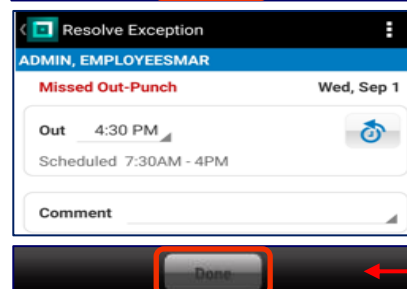 Resolve Exception
ADMIN, EMPLOYEESMAR
Missed Out-Punch Wed, Sep 1
Out 4:30 PM
Scheduled 7:30AM - 4PM
Comment
Done